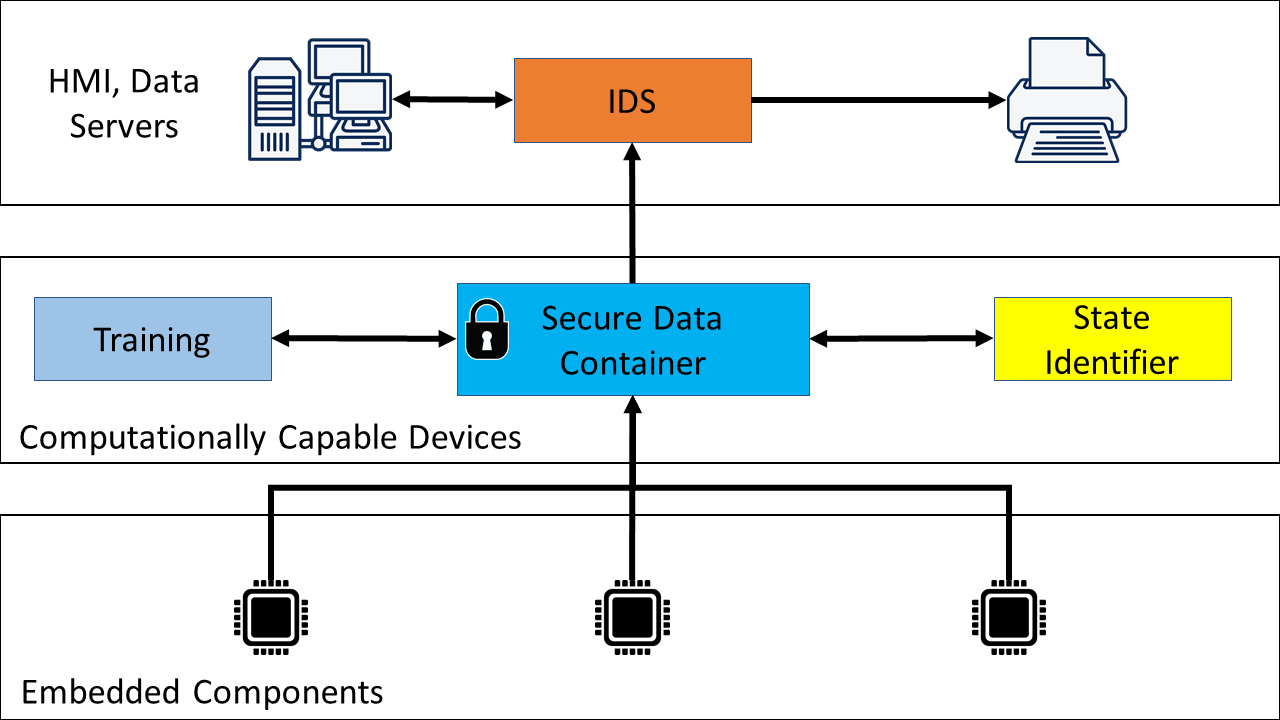 HMI, Data
Servers
IDS
Training
Secure Data
Container
State
Identifier
Computationally Capable Devices
Embedded Components